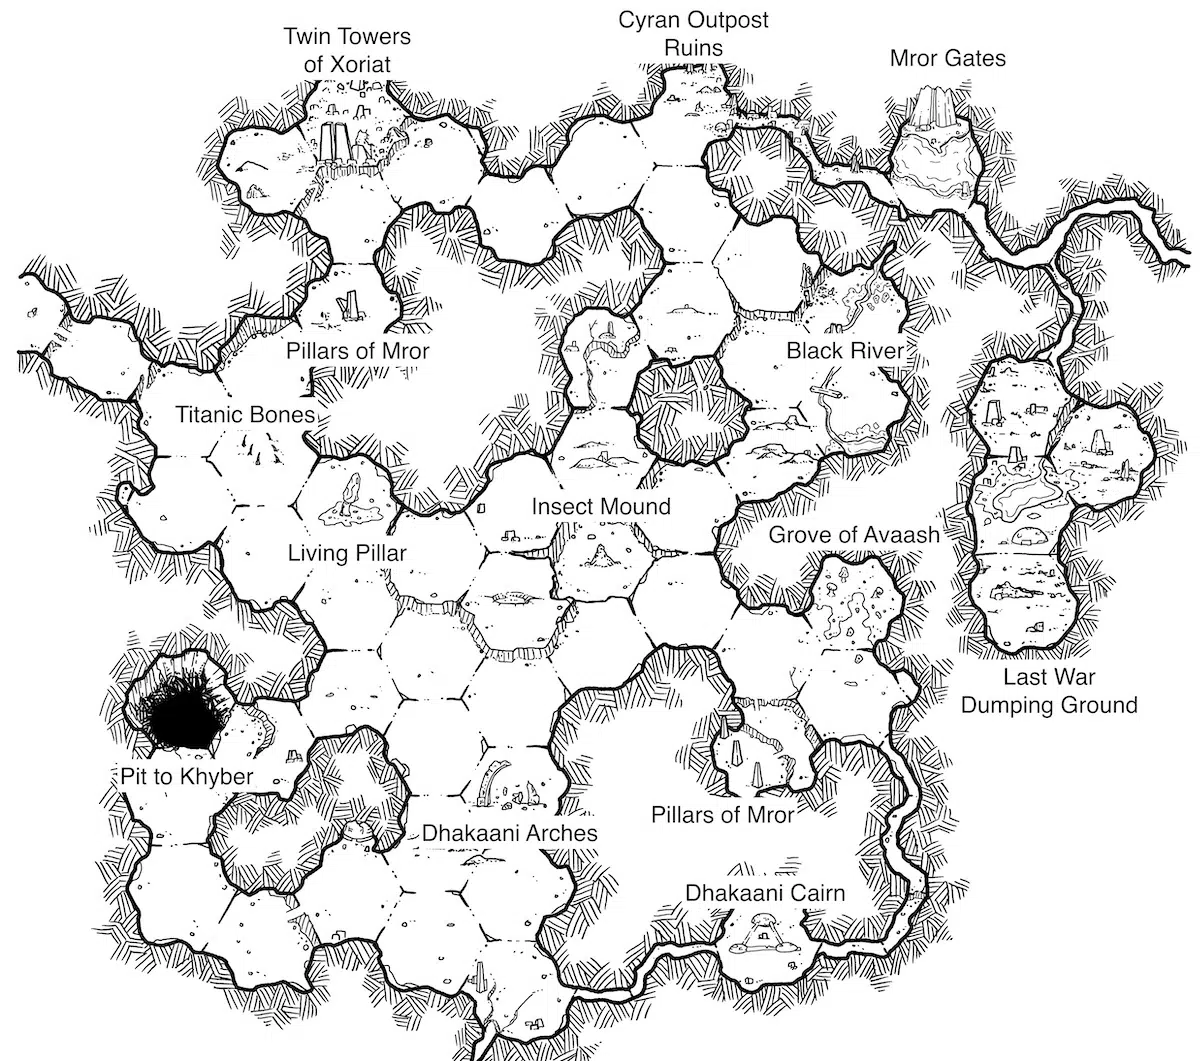 Cyran Outpost
Ruins
Twin Towers
of Xoriat
Mror Gates
Pillars of Mror
Black River
Titanic Bones
Insect Mound
Grove of Avaash
Living Pillar
Last War
Dumping Ground
Pit to Khyber
Pillars of Mror
Dhakaani Arches
Dhakaani Cairn